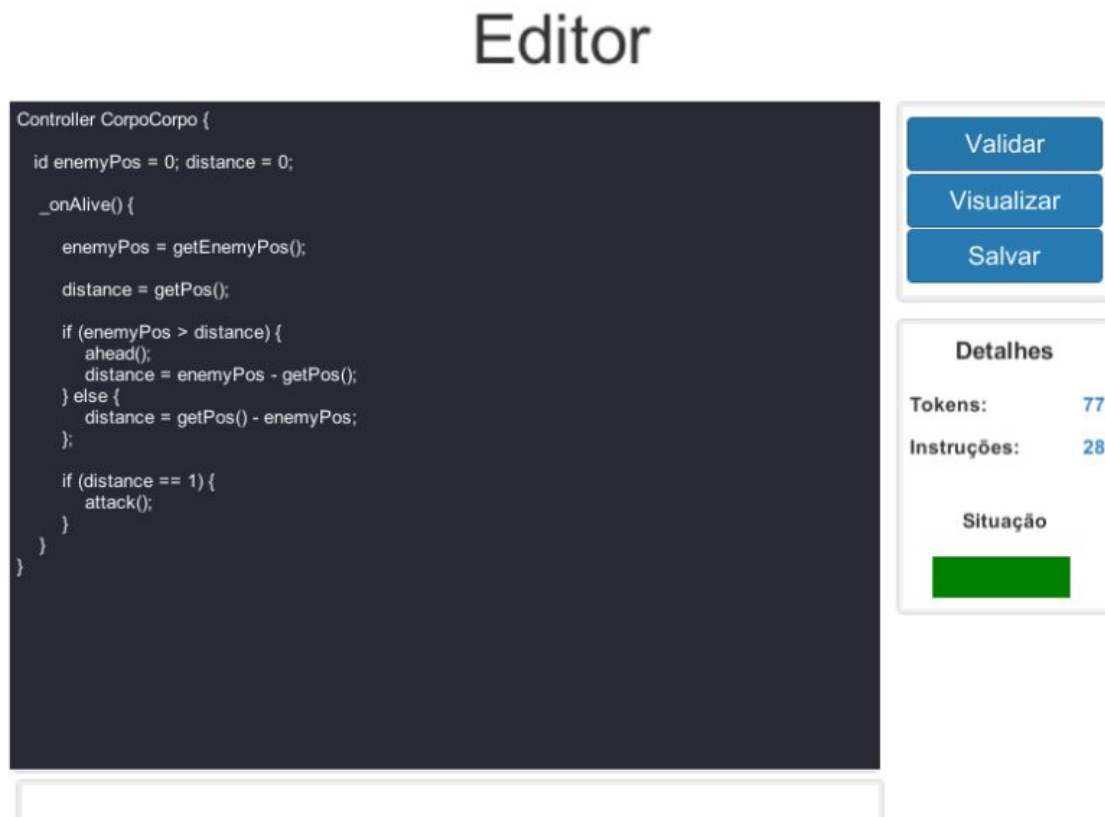 Editor
Controller CorpoCorpo {
id enemyPos = 0; distance = 0;
_onAlive() {
enemyPos = getEnemyPos();
distance = getPos();
if (enemyPos > distance) {
ahead();
distance = enemyPos - getPos();
} else {
distance = getPos() - enemyPos;
};
if (distance == 1) {
attack();
}
}
}
Validar
Visualizar
Salvar
Detalhes
Tokens: 77
Instruções: 28
Situação